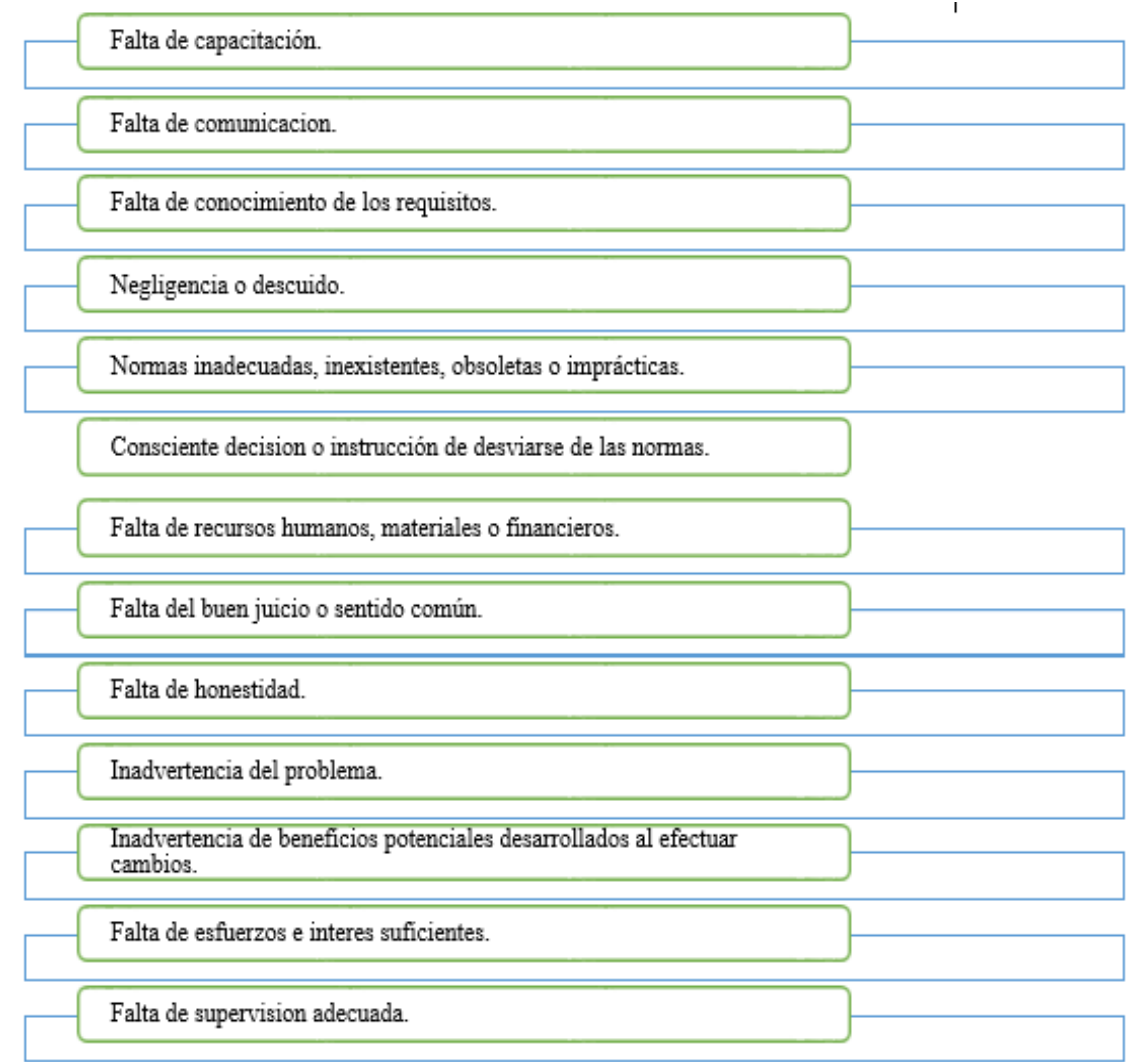 Falta de capacitación.
Falta de comunicacion.
Falta de conocimiento de los requisitos.
Negligencia o descuido.
Normas inadecuadas, inexistentes, obsoletas o imprácticas.
Consciente decision o instrucción de desviarse de las normas.
Falta de recursos humanos, materiales o financieros.
Falta del buen juicio o sentido común.
Falta de honestidad.
Inadvertencia del problema.
Inadvertencia de beneficios potenciales desarrollados al efectuar
cambios.
Falta de esfuerzos e interes suficientes.
Falta de supervision adecuada.